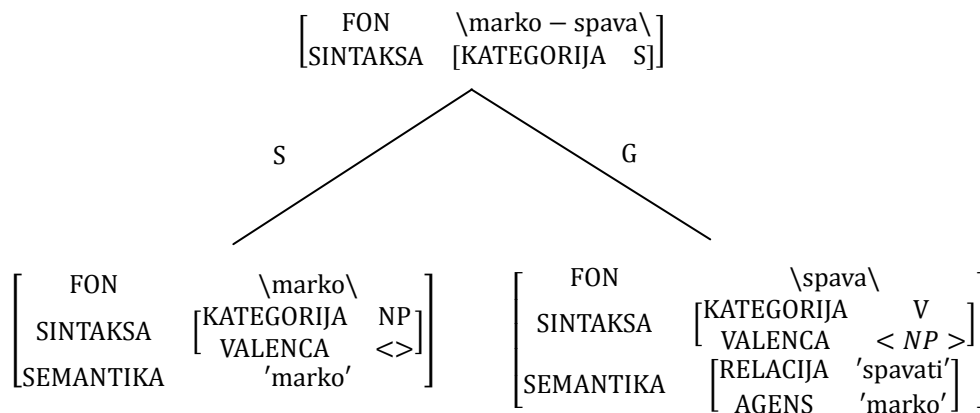 FON \marko − spava\
SINTAKSA [KATEGORIJA S]
S G
FON \marko\
SINTAKSA [KATEGORIJA NP
VALENCA <>]
SEMANTIKA 'marko'
FON \spava\
SINTAKSA [KATEGORIJA V
VALENCA < NP >]
SEMANTIKA [RELACIJA 'spavati'
AGENS 'marko']